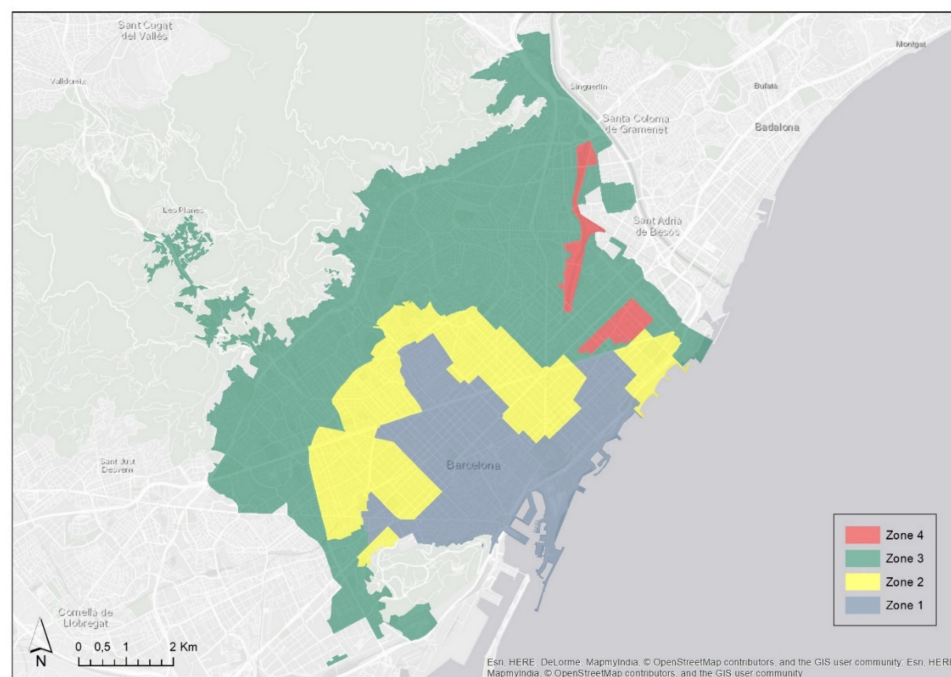 Sant Cugat
del Vallès
Montgat
Valldoreix
Singuerlin
Bufalà
Santa Coloma
de Gramenet
Badalona
Les Planes
Sant Adrià
de Besòs
Sant Just
Desvern
Barcelona
Cornellà de
Llobregat
Zone 4
Zone 3
Zone 2
Zone 1
N
0 0,5 1 2 Km
Esri, HERE, DeLorme, MapmyIndia, © OpenStreetMap contributors, and the GIS user community, Esri, HERE
MapmyIndia, © OpenStreetMap contributors, and the GIS user community